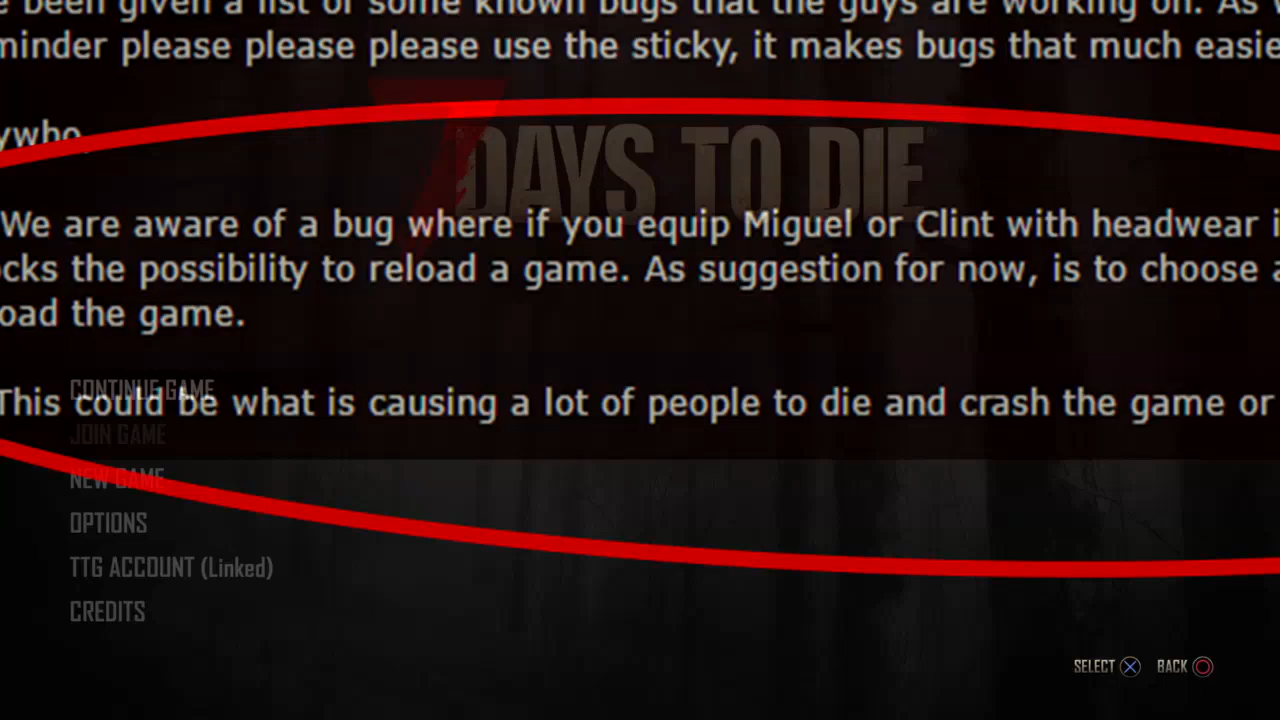 been given a list of some known bugs that the guys are working on. As
minder please please please use the sticky, it makes bugs that much easie
ywho
7 DAYS TO DIE
We are aware of a bug where if you equip Miguel or Clint with headwear i
ocks the possibility to reload a game. As suggestion for now, is to choose a
oad the game.
CONTINUE GAME
This could be what is causing a lot of people to die and crash the game or
JOIN GAME
NEW GAME
OPTIONS
TTG ACCOUNT (Linked)
CREDITS
SELECT BACK